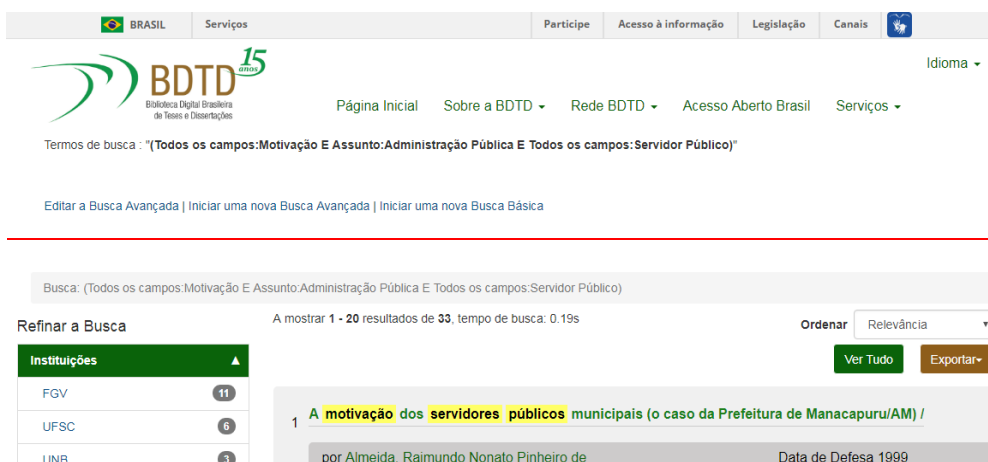 BRASIL Serviços Participe Acesso à informação Legislação Canais
15 anos
BDTD
Biblioteca Digital Brasileira
de Teses e Dissertações
Idioma
Página Inicial Sobre a BDTD Rede BDTD Acesso Aberto Brasil Serviços
Termos de busca : "(Todos os campos:Motivação E Assunto:Administração Pública E Todos os campos:Servidor Público)"
Editar a Busca Avançada | Iniciar uma nova Busca Avançada | Iniciar uma nova Busca Básica
Busca: (Todos os campos:Motivação E Assunto:Administração Pública E Todos os campos:Servidor Público)
Refinar a Busca
A mostrar 1 - 20 resultados de 33, tempo de busca: 0.19s
Ordenar Relevância
Instituições
Ver Tudo Exportar
FGV 11
UFSC 6
UNB 3
1 A motivação dos servidores públicos municipais (o caso da Prefeitura de Manacapuru/AM) /
por Almeida, Raimundo Nonato Pinheiro de
Data de Defesa 1999